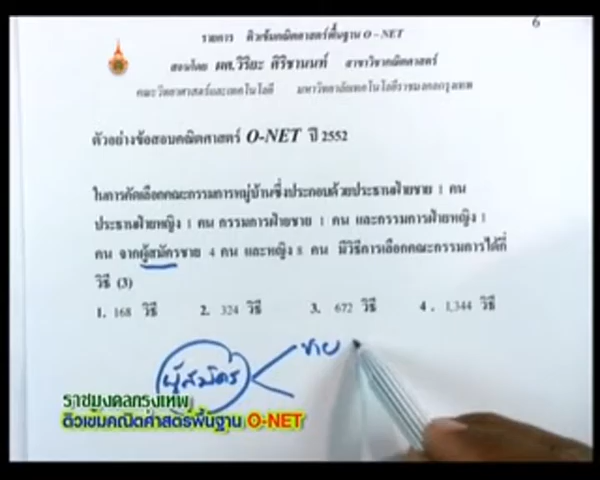 6
รายการ ติวเข้มคณิตศาสตร์พื้นฐาน O-NET
สอนโดย ผศ.วิริยะ ศิริชานนท์ สาขาวิชาคณิตศาสตร์
คณะวิทยาศาสตร์และเทคโนโลยี มหาวิทยาลัยเทคโนโลยีราชมงคลกรุงเทพ
ตัวอย่างข้อสอบคณิตศาสตร์ O-NET ปี 2552
ในการคัดเลือกคณะกรรมการหมู่บ้านซึ่งประกอบด้วยประธานฝ่ายชาย 1 คน
ประธานฝ่ายหญิง 1 คน กรรมการฝ่ายชาย 1 คน และกรรมการฝ่ายหญิง 1
คน จากผู้สมัครชาย 4 คน และหญิง 8 คน มีวิธีการเลือกคณะกรรมการได้กี่
วิธี (3)
1. 168 วิธี 2. 324 วิธี 3. 672 วิธี 4. 1,344 วิธี
ผู้สมัคร ชาย
ราชมงคลกรุงเทพ
ติวเข้มคณิตศาสตร์พื้นฐาน O-NET